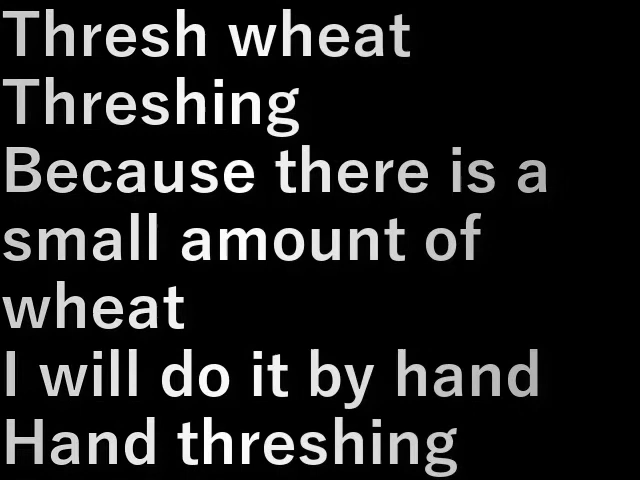 Thresh wheat
Threshing
Because there is a
small amount of
wheat
I will do it by hand
Hand threshing